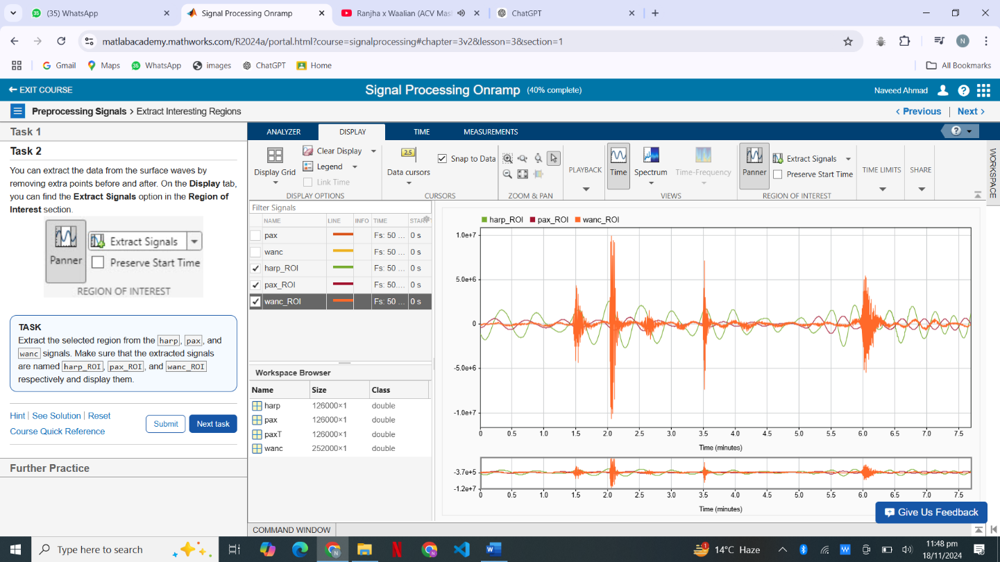 (35) WhatsApp
Signal Processing Onramp
Ranjha x Waalian (ACV Mas
ChatGPT
matlabacademy.mathworks.com/R2024a/portal.html?course=signalprocessing#chapter=3v2&lesson=3&section=1
N
Gmail
Maps
WhatsApp
images
ChatGPT
Home
All Bookmarks
EXIT COURSE
Signal Processing Onramp (40% complete)
Naveed Ahmad
Preprocessing Signals > Extract Interesting Regions
< Previous | Next >
Task 1
Task 2
You can extract the data from the surface waves by
removing extra points before and after. On the Display tab,
you can find the Extract Signals option in the Region of
Interest section.
Panner
Extract Signals
Preserve Start Time
REGION OF INTEREST
TASK
Extract the selected region from the harp, pax, and
wanc signals. Make sure that the extracted signals
are named harp_ROI, pax_ROI, and wanc_ROI
respectively and display them.
Hint | See Solution | Reset
Course Quick Reference
Submit
Next task
Further Practice
ANALYZER
DISPLAY
TIME
MEASUREMENTS
Display Grid
Clear Display
Legend
Link Time
DISPLAY OPTIONS
2.5
Data cursors
Snap to Data
CURSORS
ZOOM & PAN
PLAYBACK
Time
Spectrum
Time-Frequency
VIEWS
Panner
Extract Signals
Preserve Start Time
REGION OF INTEREST
TIME LIMITS
SHARE
WORKSPACE
Filter Signals
NAME LINE INFO TIME START
pax Fs: 50 ... 0 s
wanc Fs: 50 ... 0 s
harp_ROI Fs: 50 ... 0 s
pax_ROI Fs: 50.... 0 s
wanc_ROI Fs: 50 ... 0 s
Workspace Browser
Name Size Class
harp 126000×1 double
pax 126000×1 double
paxT 126000×1 double
wanc 252000×1 double
harp_ROI pax_ROI wanc_ROI
1.0e+7
5.0e+6
0
-5.0e+6
-1.0e+7
0 0.5 1.0 1.5 2.0 2.5 3.0 3.5 4.0 4.5 5.0 5.5 6.0 6.5 7.0 7.5
Time (minutes)
-3.7e+5
-1.2e+7
0 0.5 1.0 1.5 2.0 2.5 3.0 3.5 4.0 4.5 5.0 5.5 6.0 6.5 7.0 7.5
Time (minutes)
Give Us Feedback
COMMAND WINDOW
Type here to search
14°C Haze
11:48 pm
18/11/2024